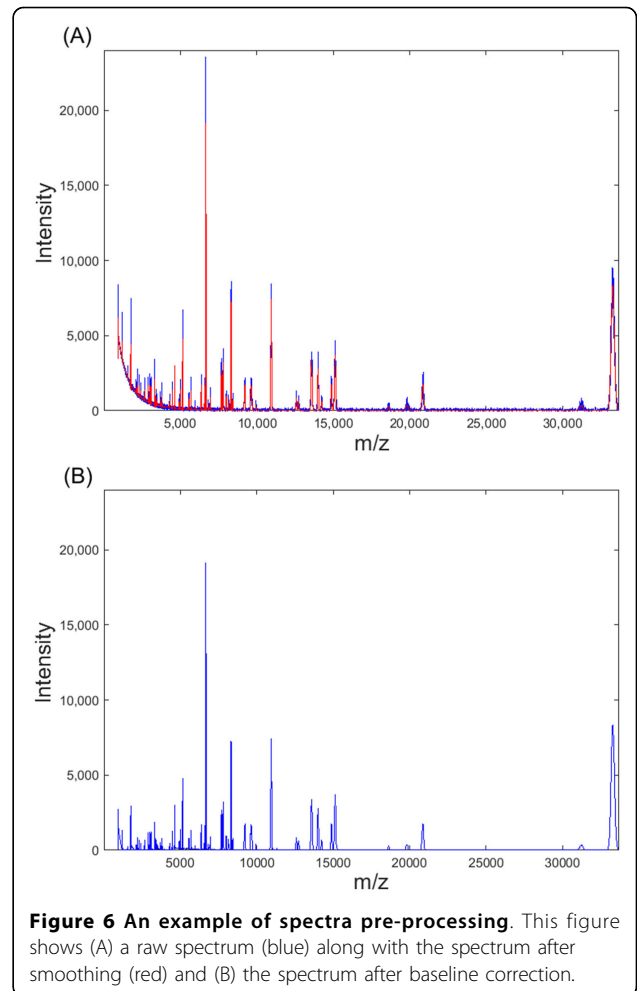 (A)
20,000
15,000
10,000
5,000
0
Intensity
5,000 10,000 15,000 20,000 25,000 30,000
m/z
(B)
20,000
15,000
10,000
5,000
0
Intensity
5000 10000 15000 20000 25000 30000
m/z
Figure 6 An example of spectra pre-processing. This figure
shows (A) a raw spectrum (blue) along with the spectrum after
smoothing (red) and (B) the spectrum after baseline correction.